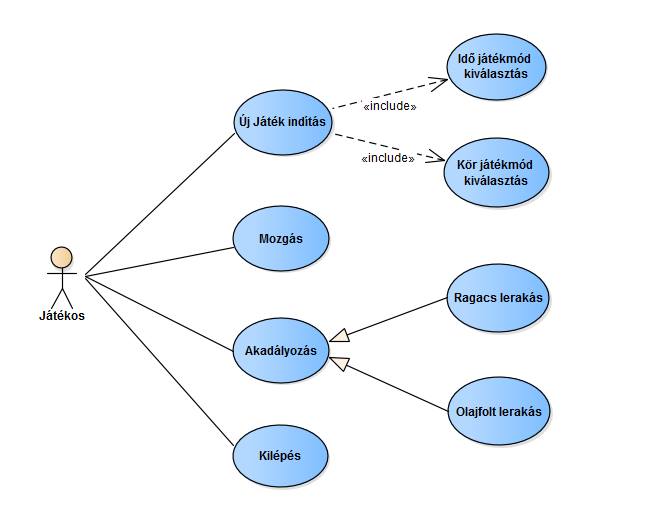 Idő játékmód
kiválasztás
Új Játék indítás
«include»
«include»
Kör játékmód
kiválasztás
Mozgás
Játékos
Ragacs lerakás
Akadályozás
Olajfolt lerakás
Kilépés